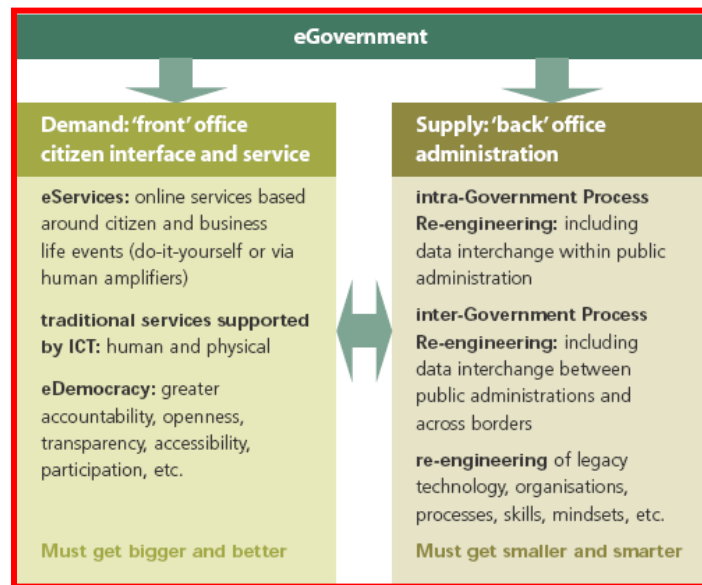 eGovernment
Demand: ‘front’ office
citizen interface and service
eServices: online services based
around citizen and business
life events (do-it-yourself or via
human amplifiers)
traditional services supported
by ICT: human and physical
eDemocracy: greater
accountability, openness,
transparency, accessibility,
participation, etc.
Must get bigger and better
Supply: ‘back’ office
administration
intra-Government Process
Re-engineering: including
data interchange within public
administration
inter-Government Process
Re-engineering: including
data interchange between
public administrations and
across borders
re-engineering of legacy
technology, organisations,
processes, skills, mindsets, etc.
Must get smaller and smarter